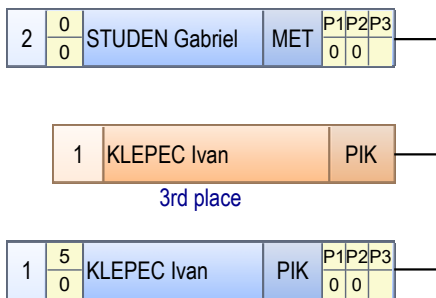 2 0 STUDEN Gabriel MET P1 P2 P3
0 0 0
1 KLEPEC Ivan PIK
3rd place
1 5 KLEPEC Ivan PIK P1 P2 P3
0 0 0